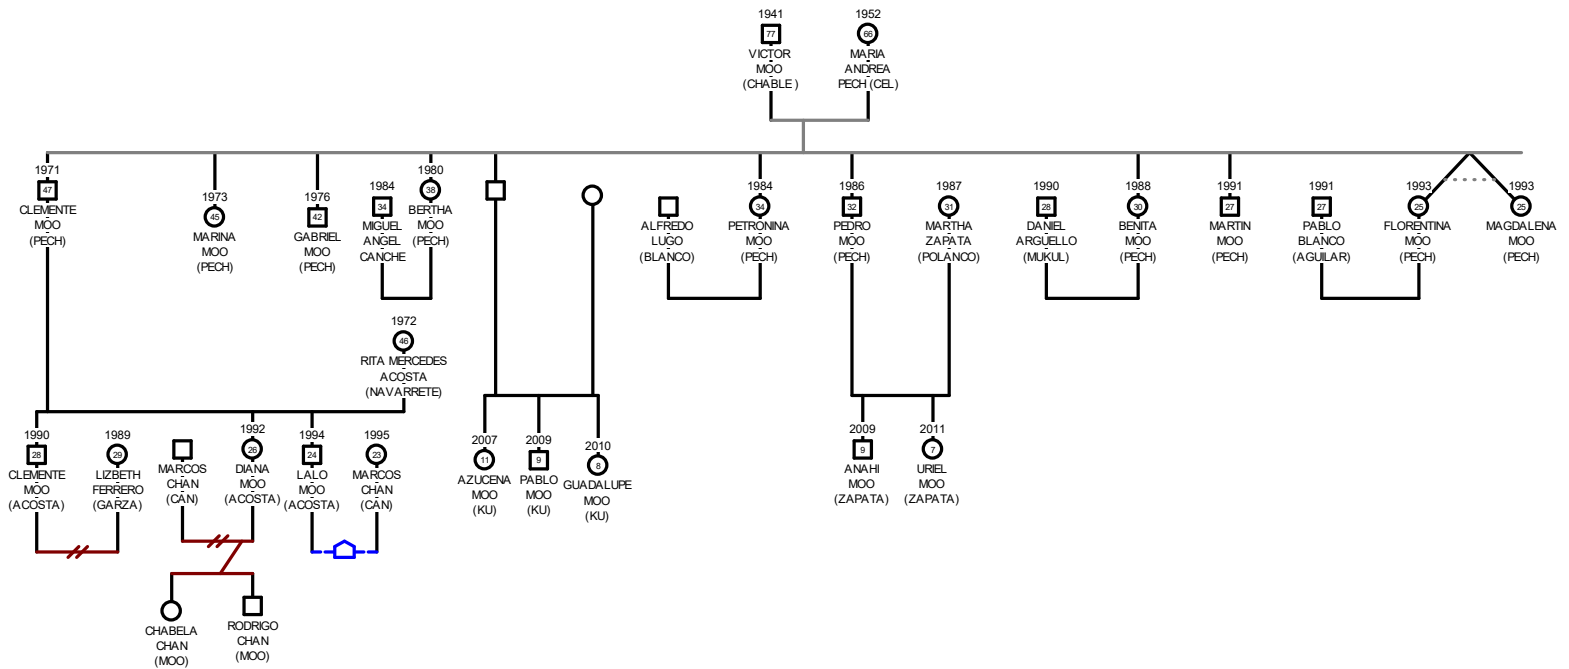 1941
77
VICTOR
MOO
(CHABLE )
1952
66
MARIA
ANDREA
PECH (CEL)
1971
47
CLEMENTE
MOO
(PECH)
1973
45
MARINA
MOO
(PECH)
1976
42
GABRIEL
MOO
(PECH)
1984
34
MIGUEL
ANGEL
CANCHE
1980
38
BERTHA
MOO
(PECH)
ALFREDO
LUGO
(BLANCO)
1984
34
PETRONINA
MOO
(PECH)
1986
32
PEDRO
MOO
(PECH)
1987
31
MARTHA
ZAPATA
(POLANCO)
1990
28
DANIEL
ARGUELLO
(MUKUL)
1988
30
BENITA
MOO
(PECH)
1991
27
MARTIN
MOO
(PECH)
1991
27
PABLO
BLANCO
(AGUILAR)
1993
25
FLORENTINA
MOO
(PECH)
1993
25
MAGDALENA
MOO
(PECH)
1972
46
RITA MERCEDES
ACOSTA
(NAVARRETE)
1990
28
CLEMENTE
MOO
(ACOSTA)
1989
29
LIZBETH
FERRERO
(GARZA)
MARCOS
CHAN
(CAN)
1992
26
DIANA
MOO
(ACOSTA)
1994
24
LALO
MOO
(ACOSTA)
1995
23
MARCOS
CHAN
(CAN)
2007
11
AZUCENA
MOO
(KU)
2009
9
PABLO
MOO
(KU)
2010
8
GUADALUPE
MOO
(KU)
2009
9
ANAHI
MOO
(ZAPATA)
2011
7
URIEL
MOO
(ZAPATA)
CHABELA
CHAN
(MOO)
RODRIGO
CHAN
(MOO)